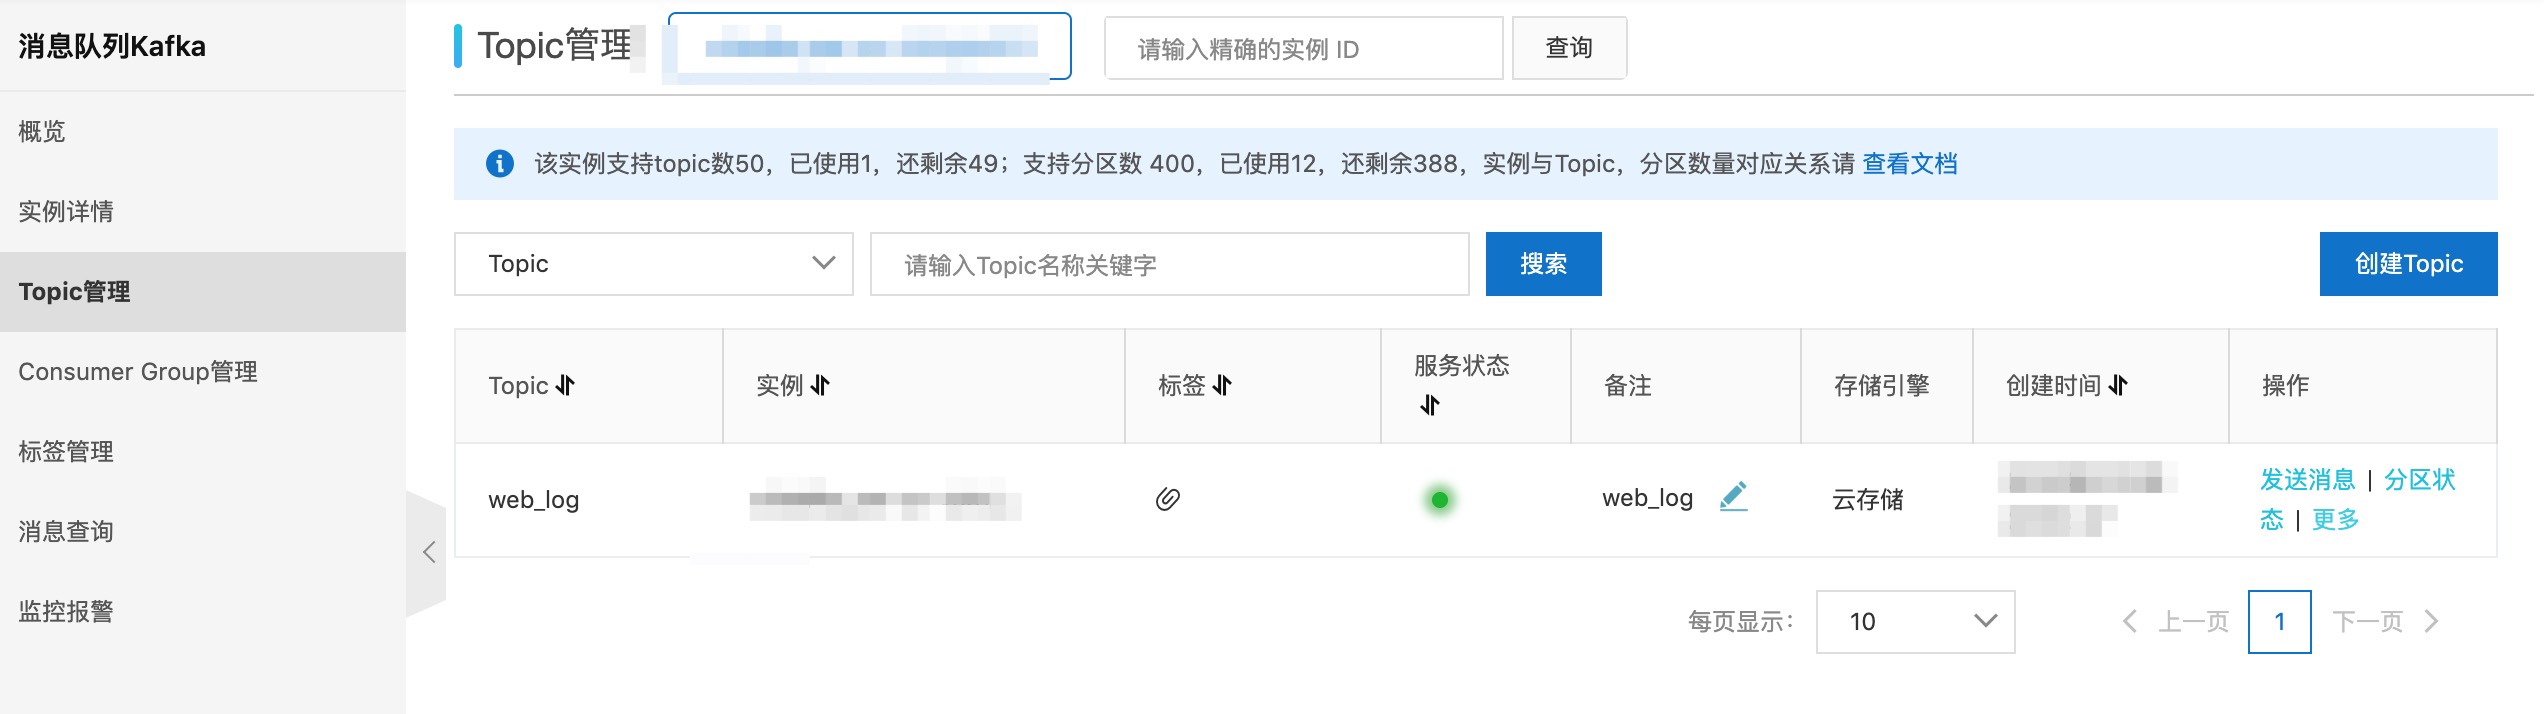 消息队列Kafka
概览
实例详情
Topic管理
Consumer Group管理
标签管理
消息查询
监控报警
Topic管理
请输入精确的实例 ID
查询
该实例支持topic数50，已使用1，还剩余49；支持分区数 400，已使用12，还剩余388，实例与Topic，分区数量对应关系请 查看文档
Topic
请输入Topic名称关键字
搜索
创建Topic
Topic
实例
标签
服务状态
备注
存储引擎
创建时间
操作
web_log
web_log
云存储
发送消息 | 分区状
态 | 更多
每页显示：
10
上一页
1
下一页